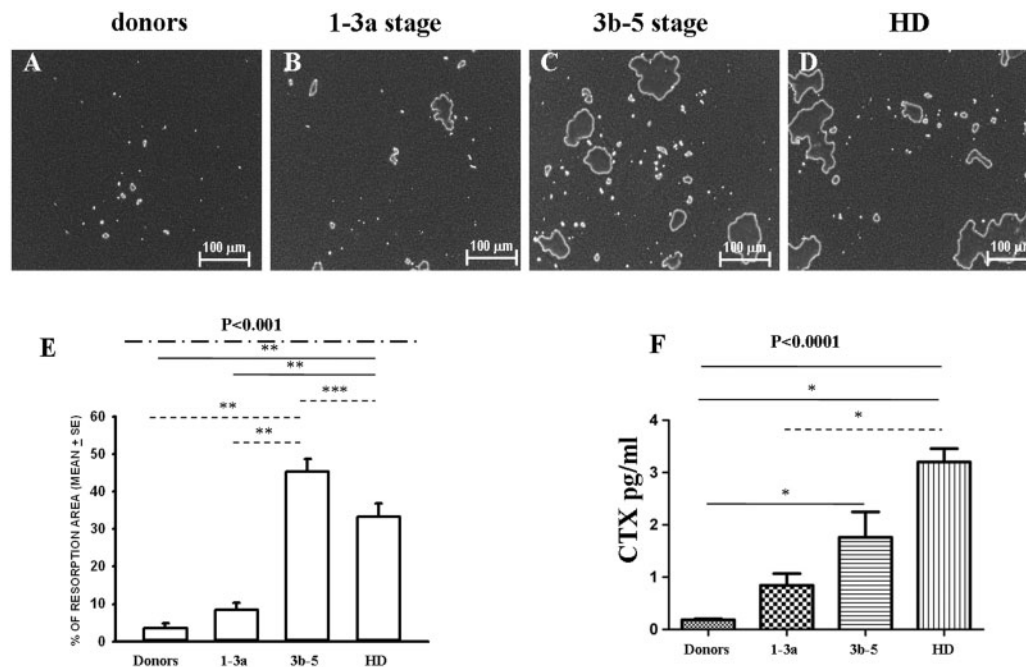 donors 1-3a stage 3b-5 stage HD
A B C D
100 μm 100 μm 100 μm 100 μm
E
P<0.001
**
**
***
**
**
% OF RESORPTION AREA (MEAN ± SE)
60
50
40
30
20
10
0
Donors 1-3a 3b-5 HD
F
P<0.0001
*
*
*
CTX pg/ml
4
3
2
1
0
Donors 1-3a 3b-5 HD